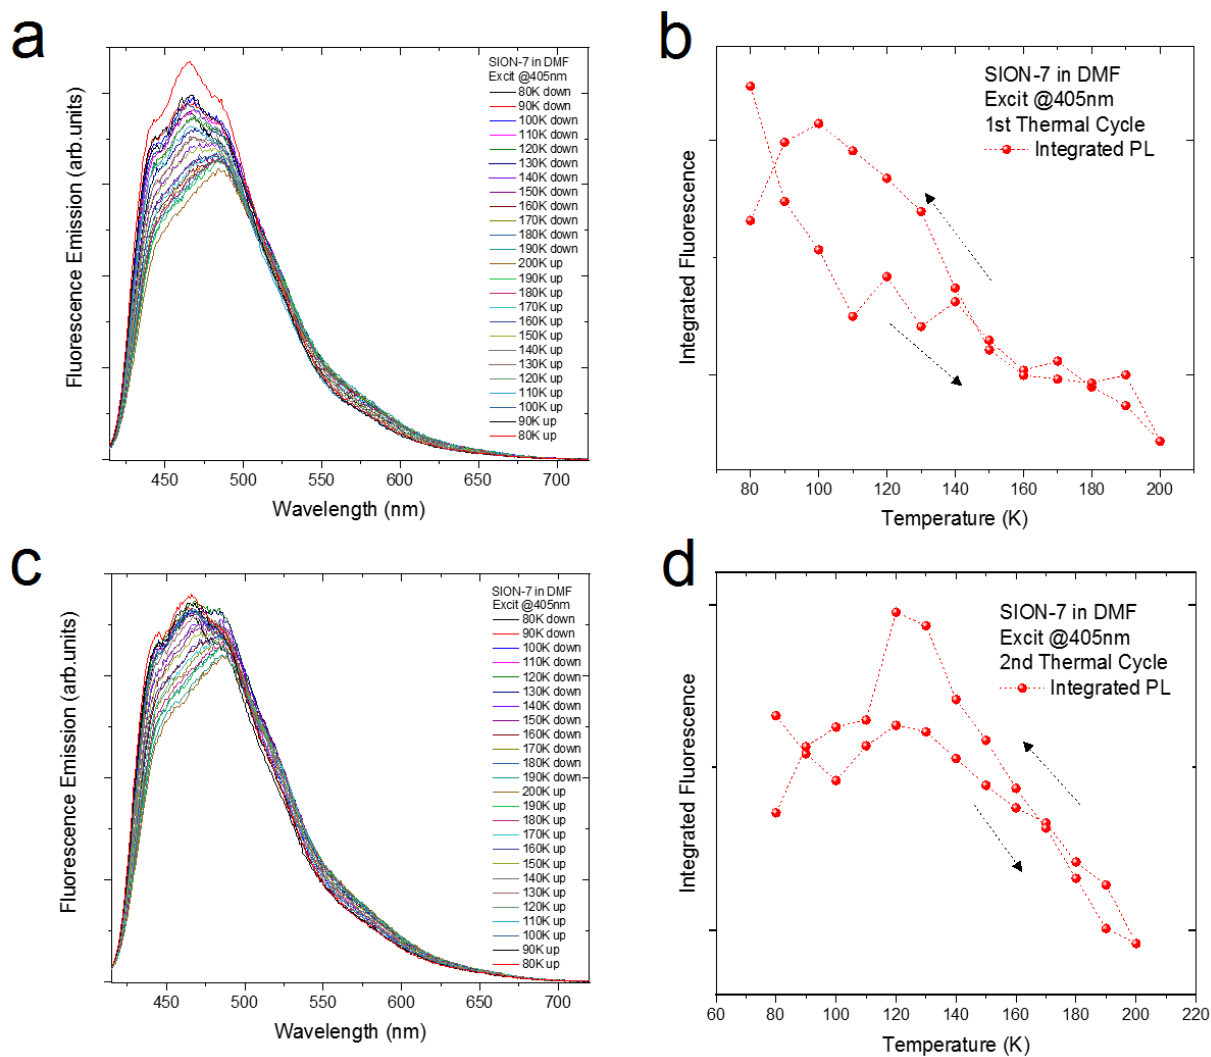 a
SION-7 in DMF
Excit @405nm
80K down
90K down
100K down
110K down
120K down
130K down
140K down
150K down
160K down
170K down
180K down
190K down
200K up
190K up
180K up
170K up
160K up
150K up
140K up
130K up
120K up
110K up
100K up
90K up
80K up
Fluorescence Emission (arb.units)
450 500 550 600 650 700
Wavelength (nm)
b
SION-7 in DMF
Excit @405nm
1st Thermal Cycle
Integrated PL
Integrated Fluorescence
80 100 120 140 160 180 200
Temperature (K)
c
SION-7 in DMF
Excit @405nm
80K down
90K down
100K down
110K down
120K down
130K down
140K down
150K down
160K down
170K down
180K down
190K down
200K up
190K up
180K up
170K up
160K up
150K up
140K up
130K up
120K up
110K up
100K up
90K up
80K up
Fluorescence Emission (arb.units)
450 500 550 600 650 700
Wavelength (nm)
d
SION-7 in DMF
Excit @405nm
2nd Thermal Cycle
Integrated PL
Integrated Fluorescence
60 80 100 120 140 160 180 200 220
Temperature (K)